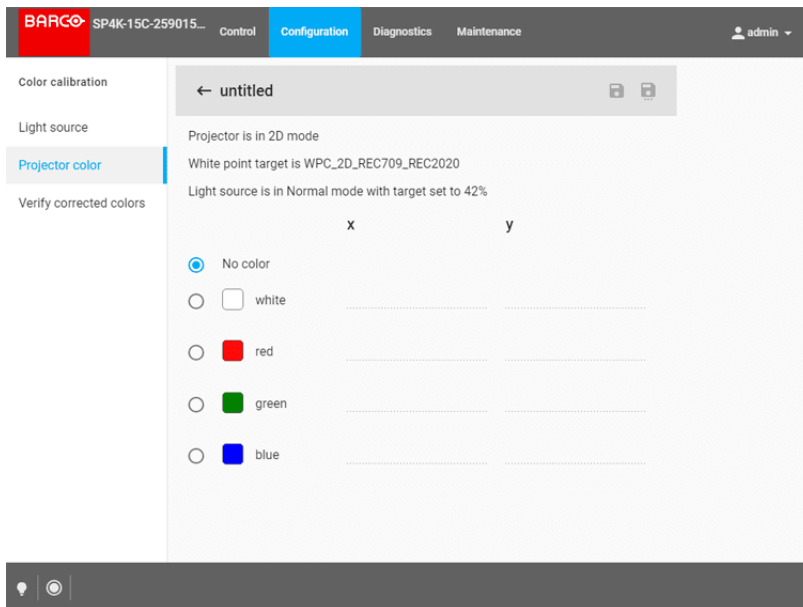 BARCO SP4K-15C-259015... Control Configuration Diagnostics Maintenance admin
Color calibration
← untitled
Light source
Projector is in 2D mode
Projector color
White point target is WPC_2D_REC709_REC2020
Light source is in Normal mode with target set to 42%
Verify corrected colors
x y
No color
white
red
green
blue